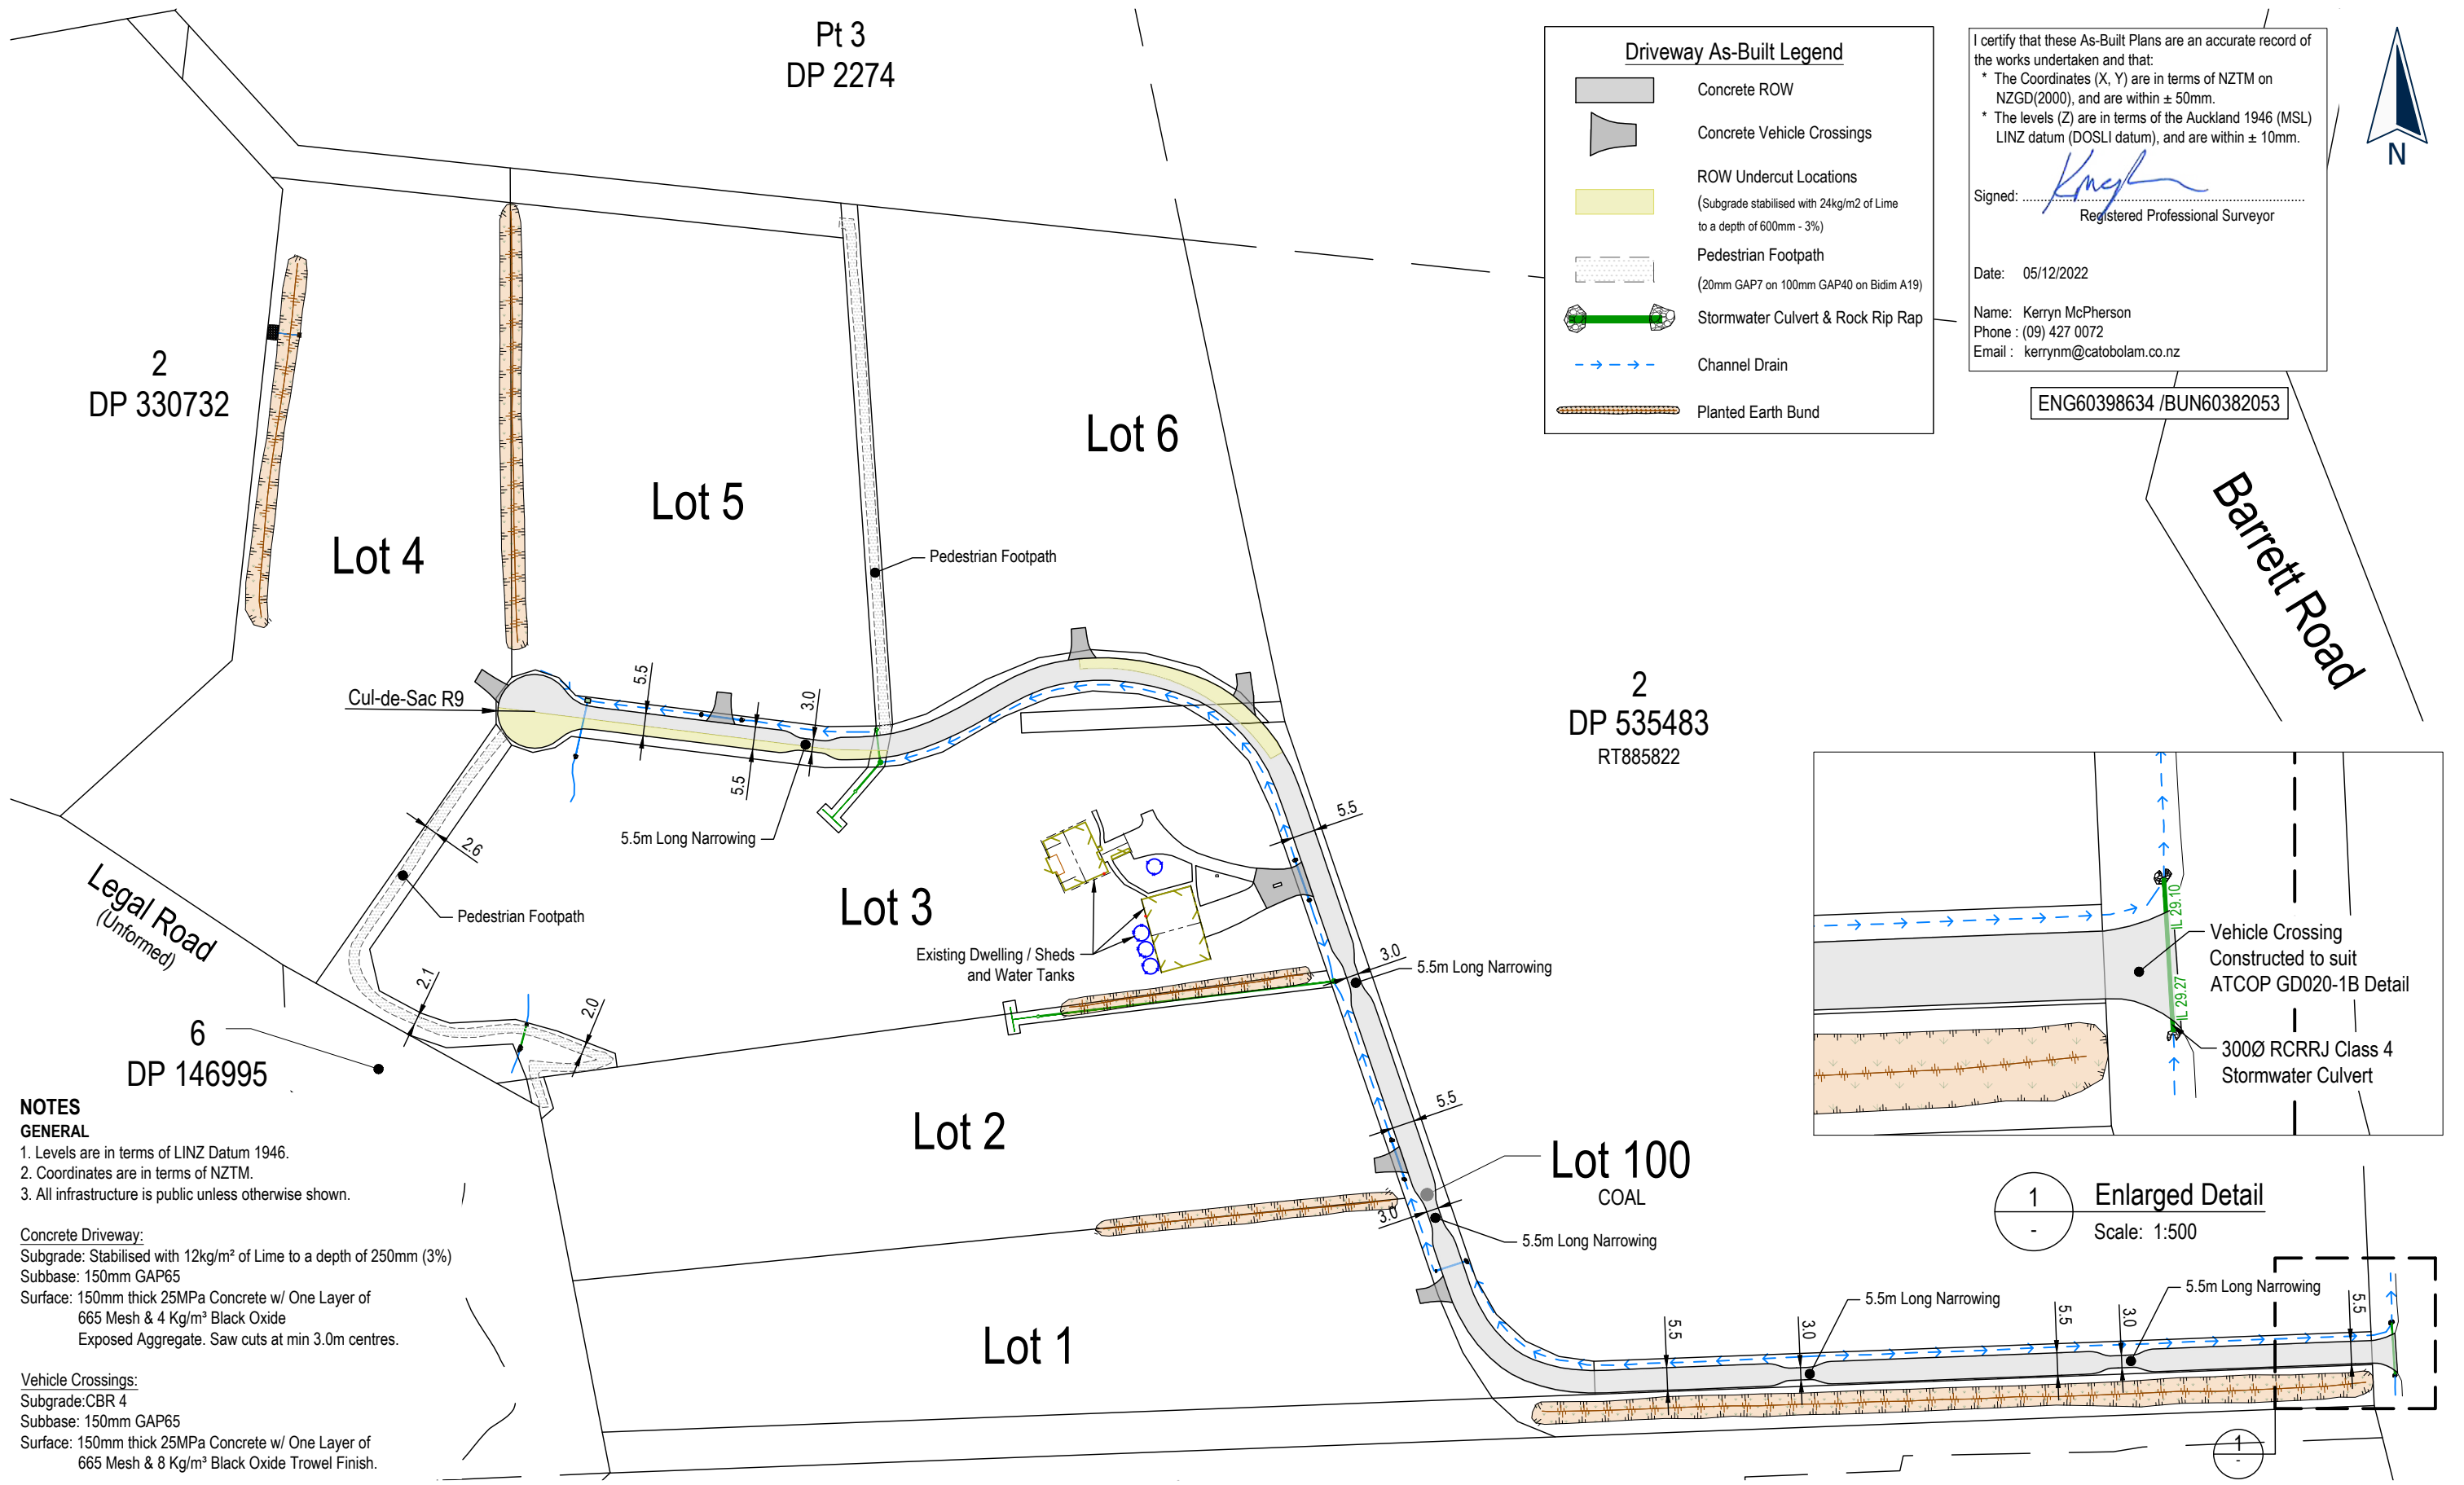 Pt 3
DP 2274
Driveway As-Built Legend
Concrete ROW
Concrete Vehicle Crossings
ROW Undercut Locations
(Subgrade stabilised with 24kg/m2 of Lime
to a depth of 600mm - 3%)
Pedestrian Footpath
(20mm GAP7 on 100mm GAP40 on Bidim A19)
Stormwater Culvert & Rock Rip Rap
Channel Drain
Planted Earth Bund
I certify that these As-Built Plans are an accurate record of
the works undertaken and that:
* The Coordinates (X, Y) are in terms of NZTM on
NZGD(2000), and are within ± 50mm.
* The levels (Z) are in terms of the Auckland 1946 (MSL)
LINZ datum (DOSLI datum), and are within ± 10mm.
Signed:
Registered Professional Surveyor
Date: 05/12/2022
Name: Kerryn McPherson
Phone : (09) 427 0072
Email : kerrynm@catobolam.co.nz
N
ENG60398634 /BUN60382053
2
DP 330732
Lot 4
Lot 5
Lot 6
Pedestrian Footpath
Barrett Road
Cul-de-Sac R9
5.5
3.0
5.5
5.5m Long Narrowing
2
DP 535483
RT885822
5.5
2.6
Legal Road
(Unformed)
Pedestrian Footpath
Lot 3
Existing Dwelling / Sheds
and Water Tanks
3.0
5.5m Long Narrowing
2.1
2.0
IL 29.10
IL 29.27
Vehicle Crossing
Constructed to suit
ATCOP GD020-1B Detail
300Ø RCRRJ Class 4
Stormwater Culvert
6
DP 146995
Lot 2
5.5
Lot 100
COAL
3.0
5.5m Long Narrowing
1
-
Enlarged Detail
Scale: 1:500
Lot 1
5.5
3.0
5.5m Long Narrowing
5.5
3.0
5.5m Long Narrowing
5.5
1
-
NOTES
GENERAL
1. Levels are in terms of LINZ Datum 1946.
2. Coordinates are in terms of NZTM.
3. All infrastructure is public unless otherwise shown.
Concrete Driveway:
Subgrade: Stabilised with 12kg/m² of Lime to a depth of 250mm (3%)
Subbase: 150mm GAP65
Surface: 150mm thick 25MPa Concrete w/ One Layer of
665 Mesh & 4 Kg/m³ Black Oxide
Exposed Aggregate. Saw cuts at min 3.0m centres.
Vehicle Crossings:
Subgrade:CBR 4
Subbase: 150mm GAP65
Surface: 150mm thick 25MPa Concrete w/ One Layer of
665 Mesh & 8 Kg/m³ Black Oxide Trowel Finish.